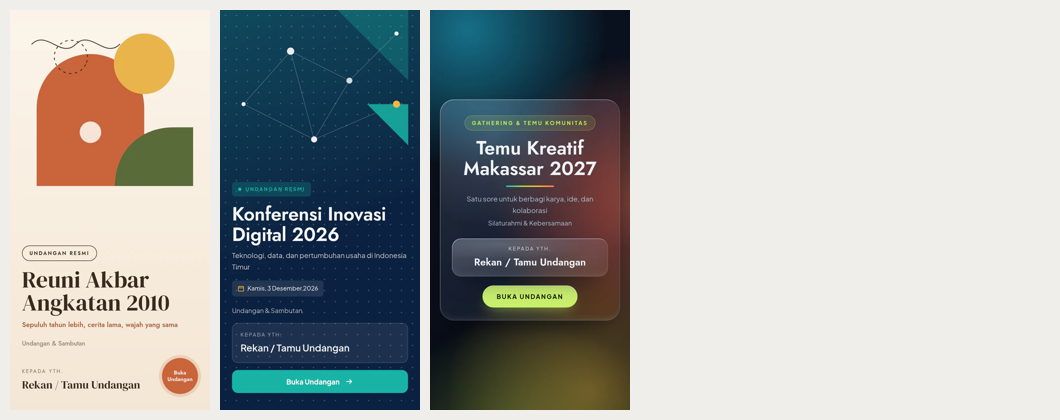 UNDANGAN RESMI
Reuni Akbar
Angkatan 2010
Sepuluh tahun lebih, cerita lama, wajah yang sama
Undangan & Sambutan
KEPADA YTH.
Rekan / Tamu Undangan
Buka
Undangan
UNDANGAN RESMI
Konferensi Inovasi
Digital 2026
Teknologi, data, dan pertumbuhan usaha di Indonesia
Timur
Kamis, 3 Desember 2026
Undangan & Sambutan
KEPADA YTH.
Rekan / Tamu Undangan
Buka Undangan →
GATHERING & TEMU KOMUNITAS
Temu Kreatif
Makassar 2027
Satu sore untuk berbagi karya, ide, dan
kolaborasi
Silaturahmi & Kebersamaan
KEPADA YTH.
Rekan / Tamu Undangan
BUKA UNDANGAN